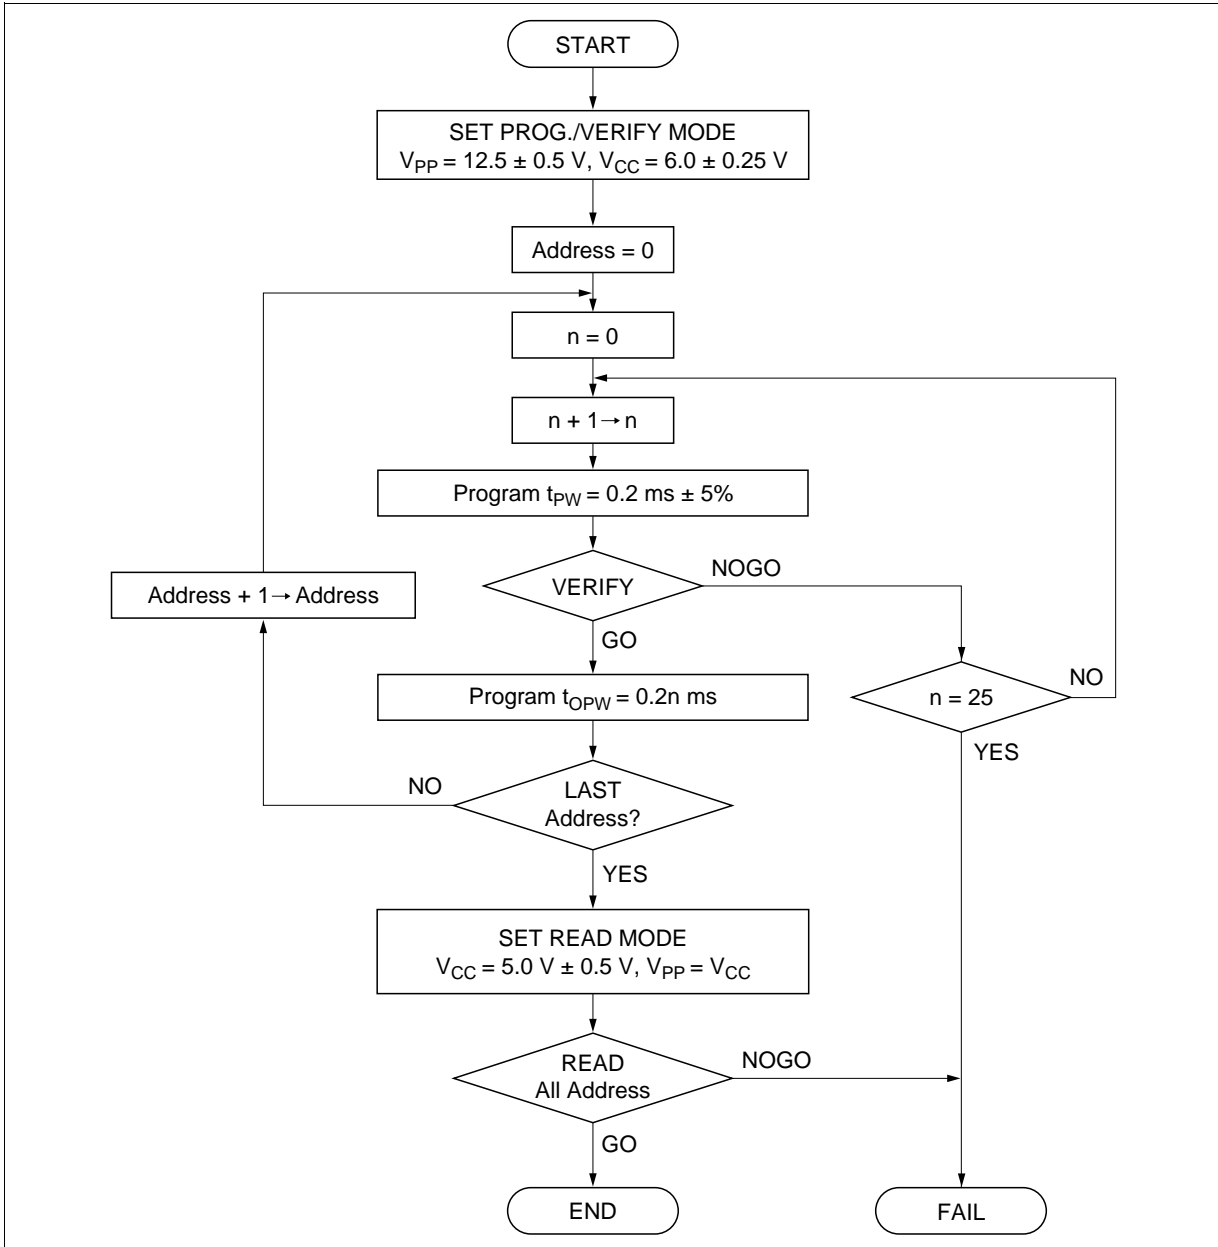 START
SET PROG./VERIFY MODE
VPP = 12.5 ± 0.5 V, VCC = 6.0 ± 0.25 V
Address = 0
n = 0
n + 1→ n
Program tPW = 0.2 ms ± 5%
VERIFY
NOGO
Address + 1→ Address
GO
Program tOPW = 0.2n ms
n = 25
NO
YES
NO
LAST
Address?
YES
SET READ MODE
VCC = 5.0 V ± 0.5 V, VPP = VCC
READ
All Address
NOGO
GO
END
FAIL